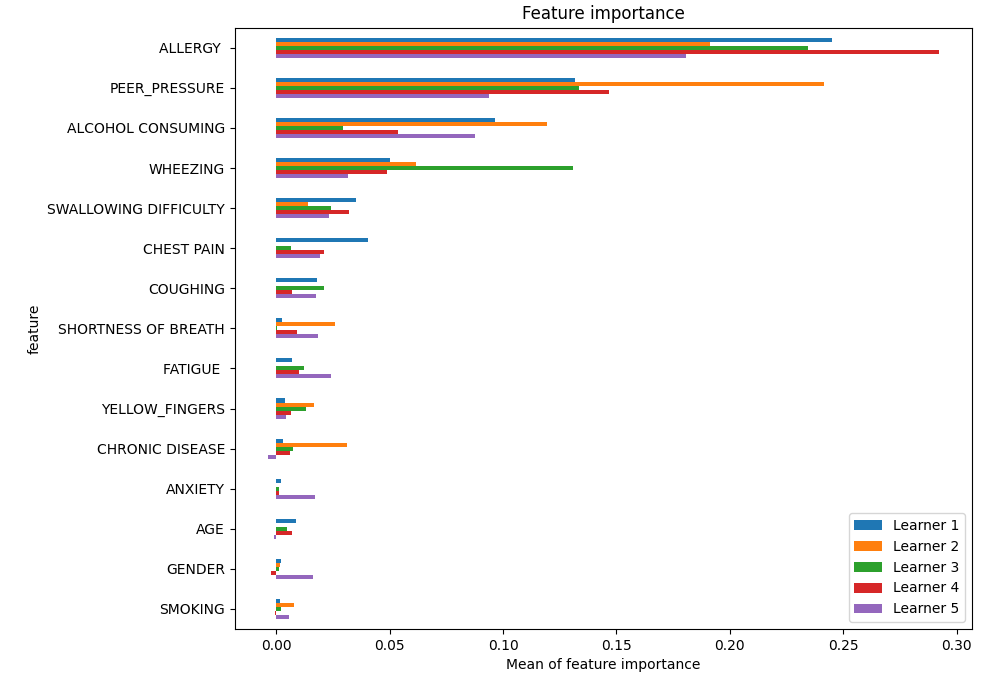 Feature importance
ALLERGY
PEER_PRESSURE
ALCOHOL CONSUMING
WHEEZING
SWALLOWING DIFFICULTY
CHEST PAIN
COUGHING
SHORTNESS OF BREATH
FATIGUE
YELLOW_FINGERS
CHRONIC DISEASE
ANXIETY
AGE
GENDER
SMOKING
feature
Learner 1
Learner 2
Learner 3
Learner 4
Learner 5
0.00 0.05 0.10 0.15 0.20 0.25 0.30
Mean of feature importance